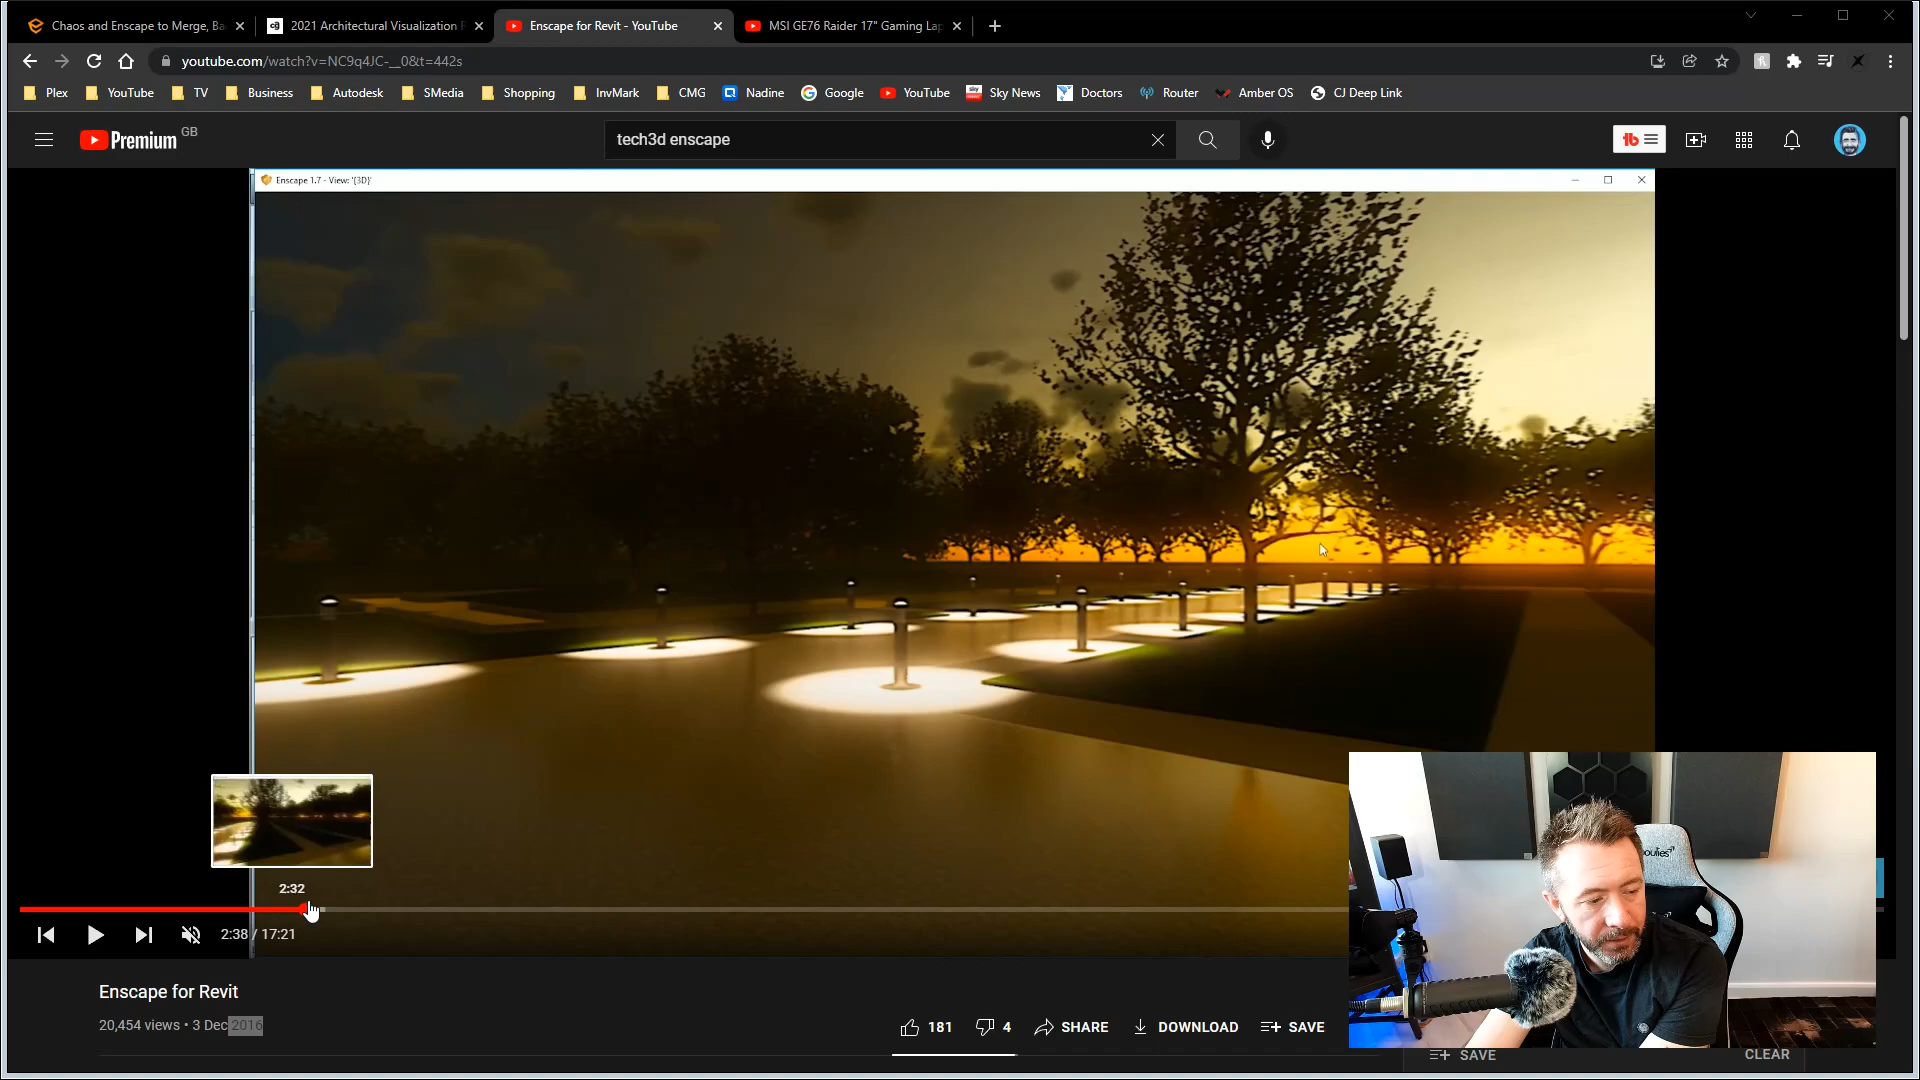 Chaos and Enscape to Merge, Ba
2021 Architectural Visualization
Enscape for Revit - YouTube
MSI GE76 Raider 17" Gaming Lap
youtube.com/watch?v=NC9q4JC-__0&t=442s
Plex
YouTube
TV
Business
Autodesk
SMedia
Shopping
InvMark
CMG
Nadine
Google
YouTube
Sky News
Doctors
Router
Amber OS
CJ Deep Link
Premium GB
tech3d enscape
Enscape 1.7 - View: '{3D}'
2:32
2:38 / 17:21
Enscape for Revit
20,454 views • 3 Dec 2016
181
4
SHARE
DOWNLOAD
SAVE
SAVE
CLEAR